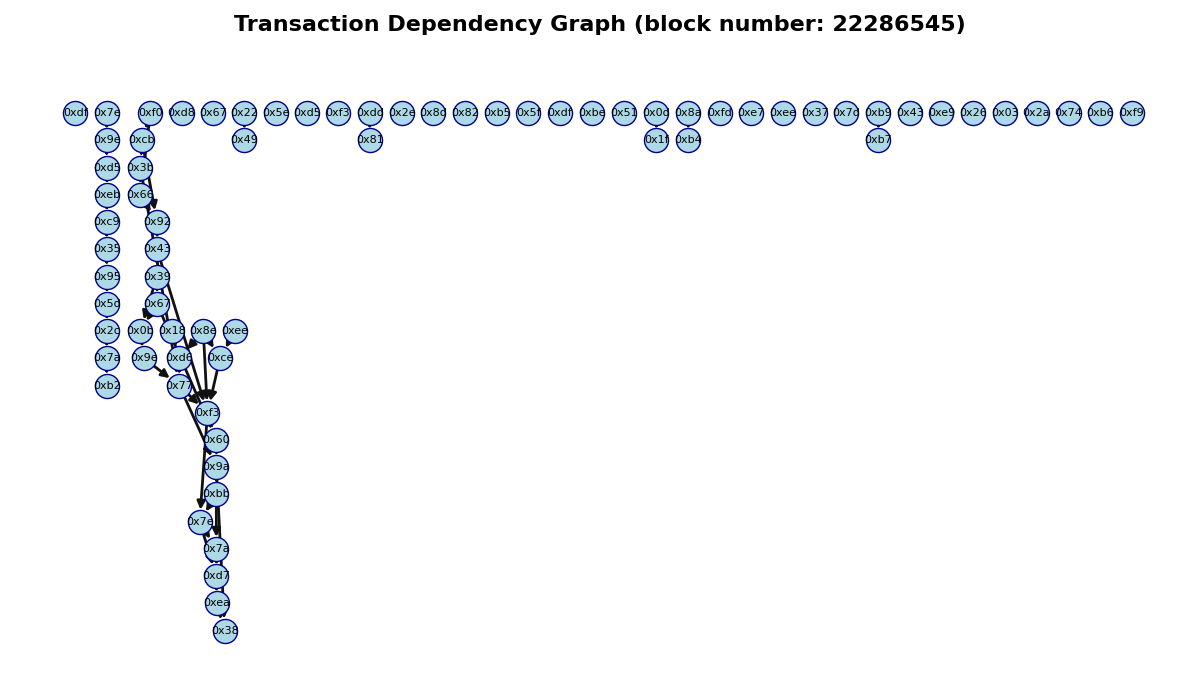 Transaction Dependency Graph (block number: 22286545)
0xdf 0x7e 0xf0 0xd8 0x67 0x22 0x5e 0xd5 0xf3 0xdd 0x2e 0x8d 0x82 0xb5 0x5f 0xdf 0xbe 0x51 0x0d 0x8a 0xfd 0xe7 0xee 0x37 0x7d 0xb9 0x43 0xe9 0x26 0x03 0x2a 0x74 0xb6 0xf9
0x9e 0xcb 0x49 0x81 0x1f 0xb4 0xb7
0xd5 0x3b
0xeb 0x66
0xc9 0x92
0x35 0x43
0x95 0x39
0x5d 0x67
0x2c 0x0b 0x18 0x8e 0xee
0x7a 0x9e 0xd6 0xce
0xb2 0x77
0xf3
0x60
0x9a
0xbb
0x7e
0x7a
0xd7
0xea
0x38